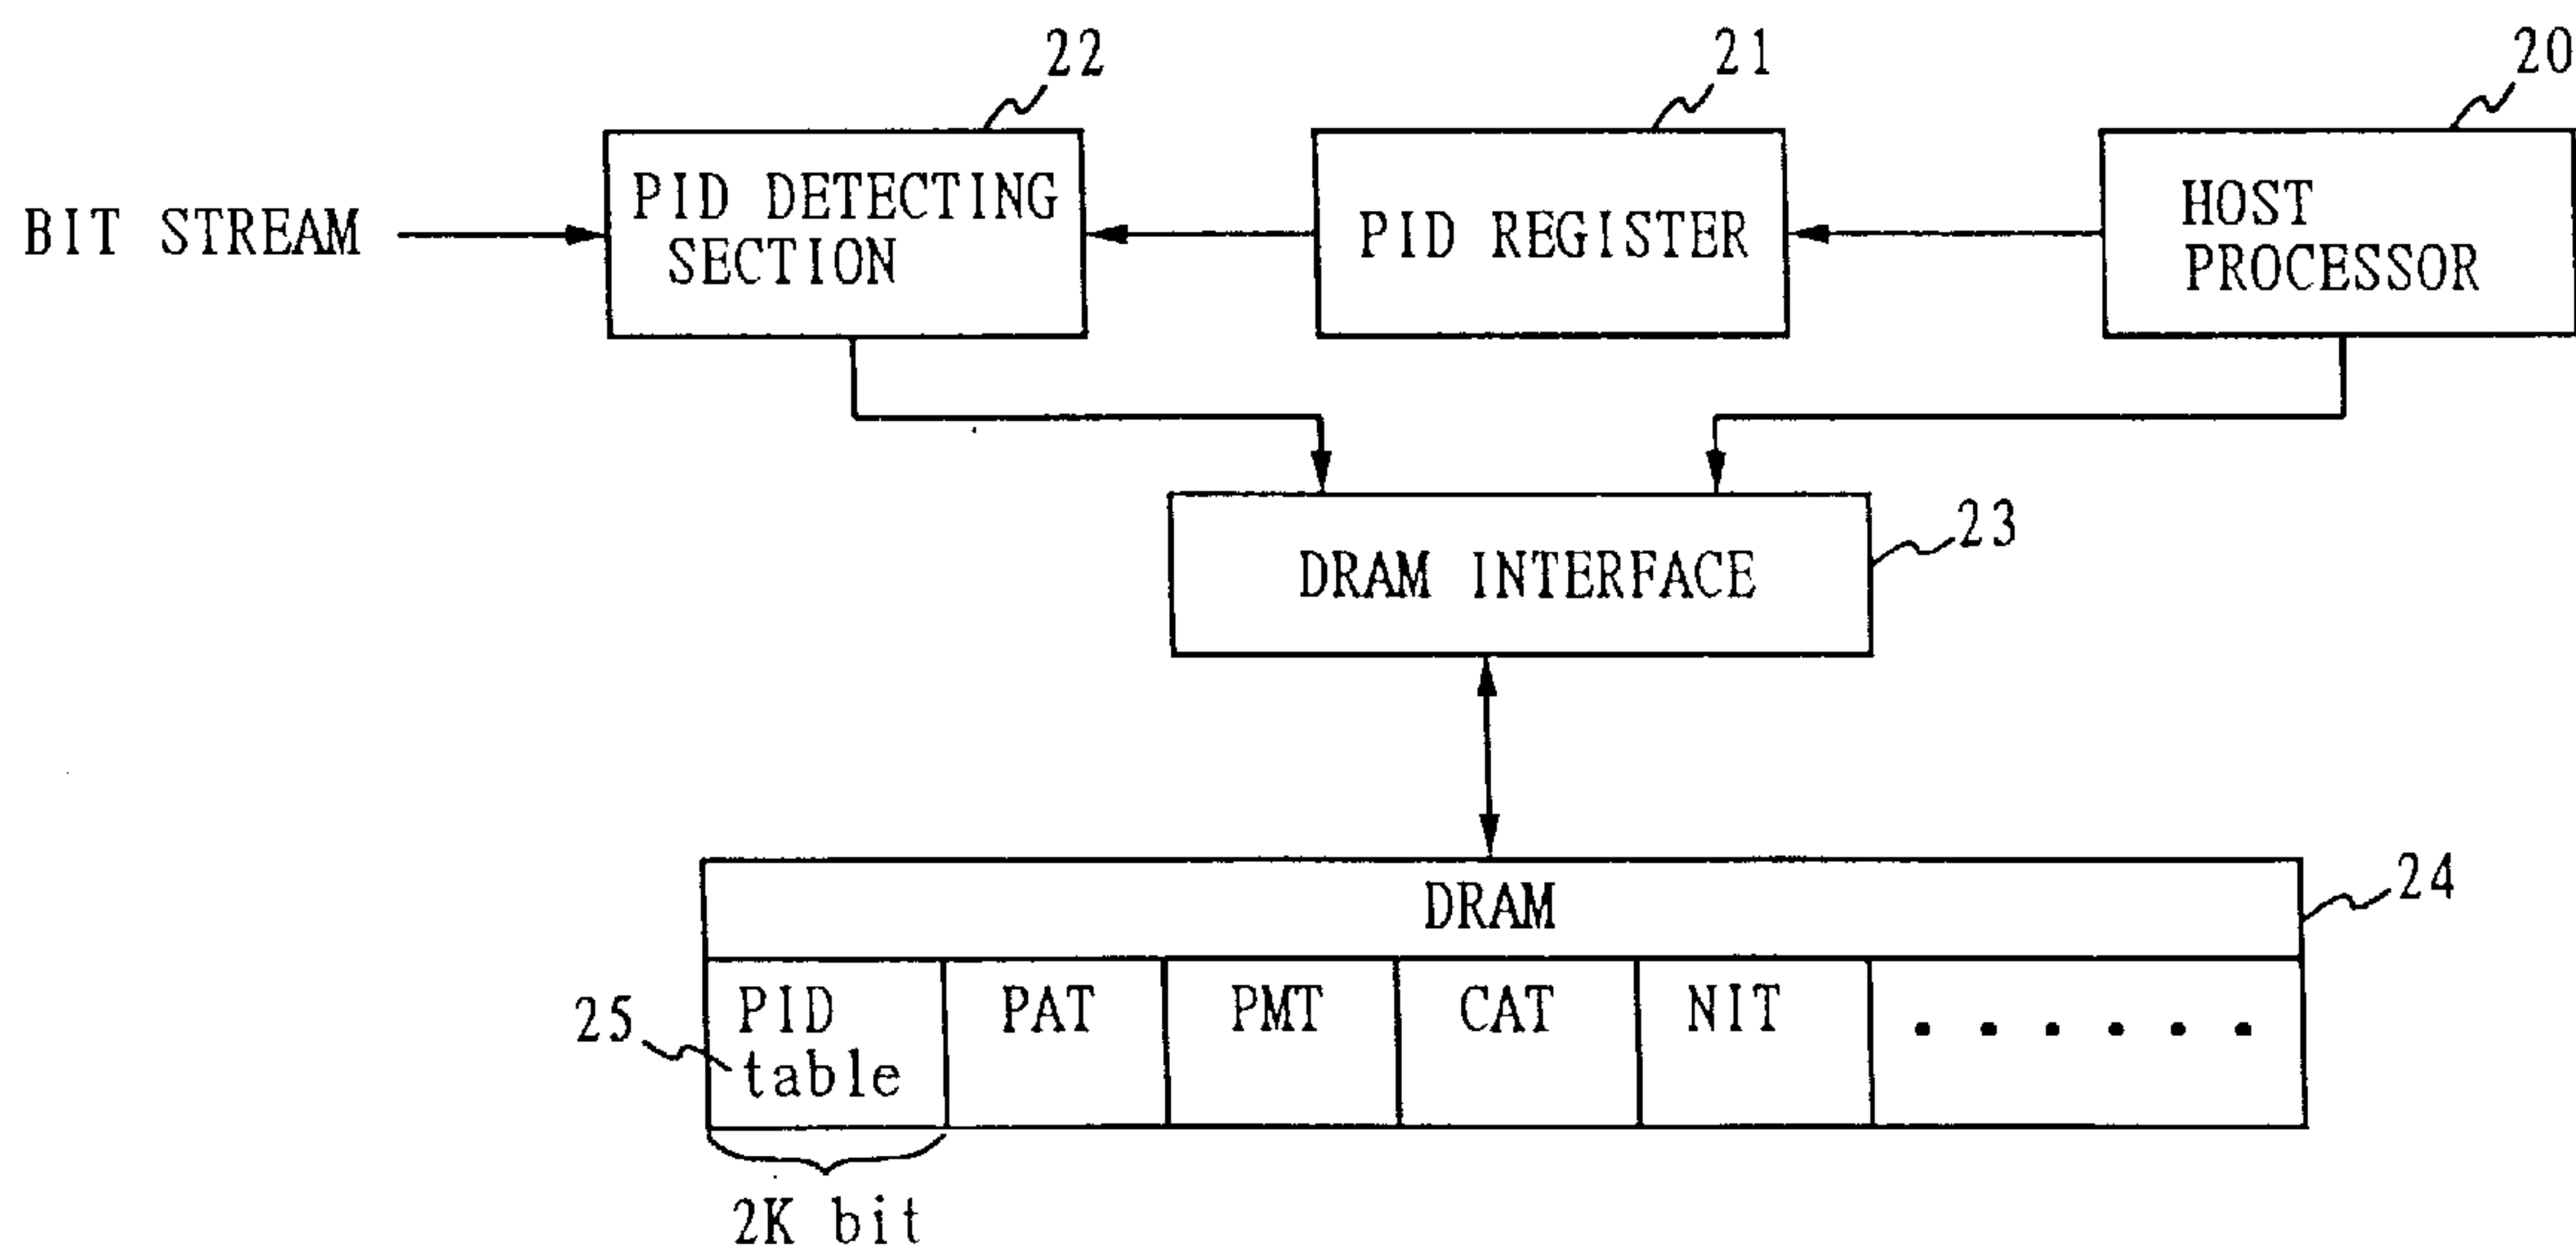 22
21
20
BIT STREAM
PID DETECTING
SECTION
PID REGISTER
HOST
PROCESSOR
DRAM INTERFACE
23
DRAM
24
25
PID
table
PAT
PMT
CAT
NIT
......
2K bit